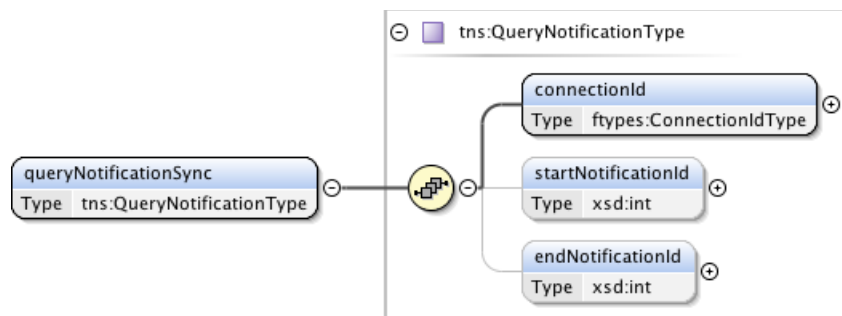 tns:QueryNotificationType
connectionId
Type ftypes:ConnectionIdType
queryNotificationSync
Type tns:QueryNotificationType
startNotificationId
Type xsd:int
endNotificationId
Type xsd:int